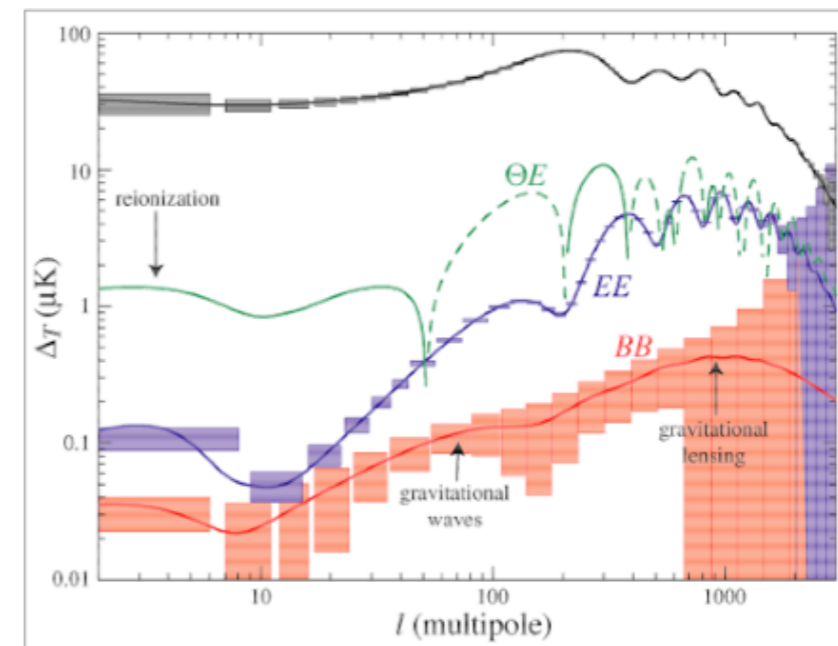 100
10
1
0.1
0.01
Δ_T (μK)
reionization
ΘE
EE
BB
gravitational
waves
gravitational
lensing
10
100
1000
l (multipole)